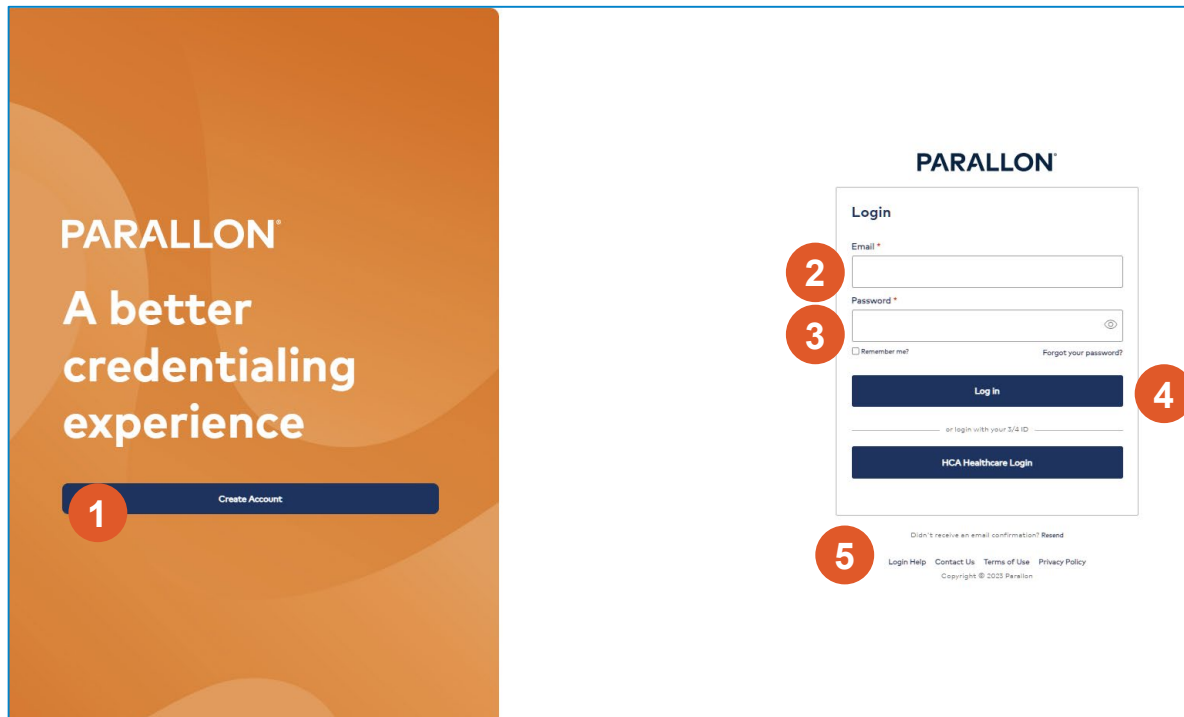 PARALLON®
A better
credentialing
experience
1
Create Account
PARALLON®
Login
Email *
2
Password *
3
Remember me?
Forgot your password?
Log In
4
or login with your 3/4 ID
HCA Healthcare Login
Didn't receive an email confirmation? Resend
5
Login Help Contact Us Terms of Use Privacy Policy
Copyright © 2023 Parallon